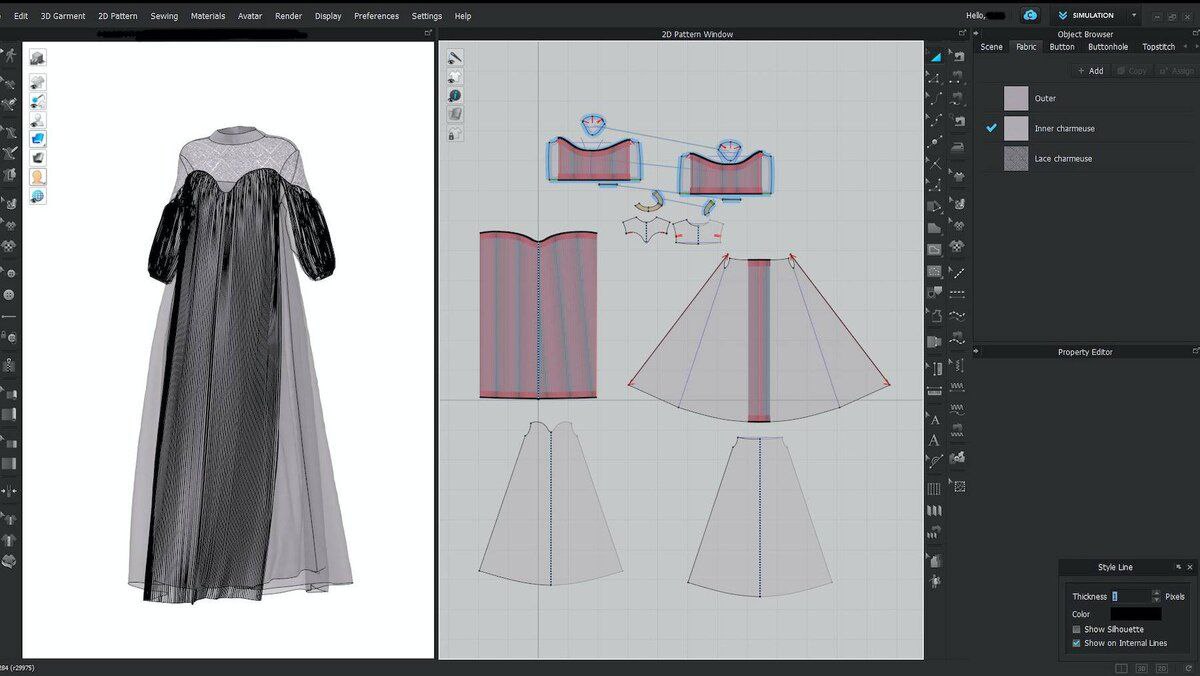 Edit 3D Garment 2D Pattern Sewing Materials Avatar Render Display Preferences Settings Help
Hello,
SIMULATION
2D Pattern Window
Object Browser
Scene Fabric Button Buttonhole Topstitch
+ Add Copy Assign
Outer
Inner charmeuse
Lace charmeuse
Property Editor
Style Line
Thickness 1 Pixels
Color
Show Silhouette
Show on Internal Lines
284 (r29975)
3D 2D